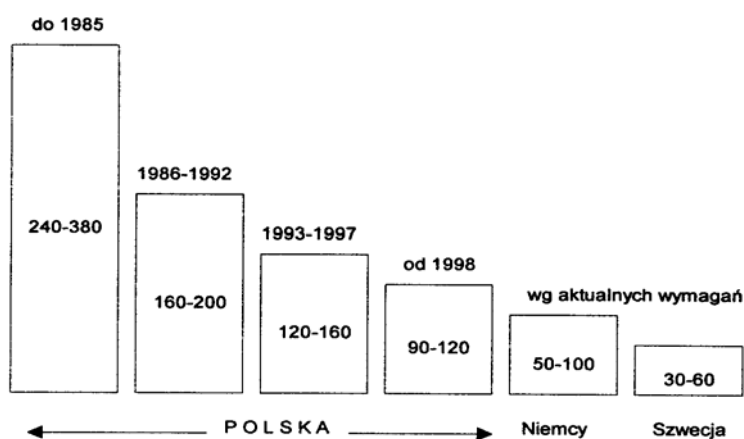 do 1985
1986-1992
1993-1997
od 1998
wg aktualnych wymagań
240-380
160-200
120-160
90-120
50-100
30-60
POLSKA
Niemcy
Szwecja